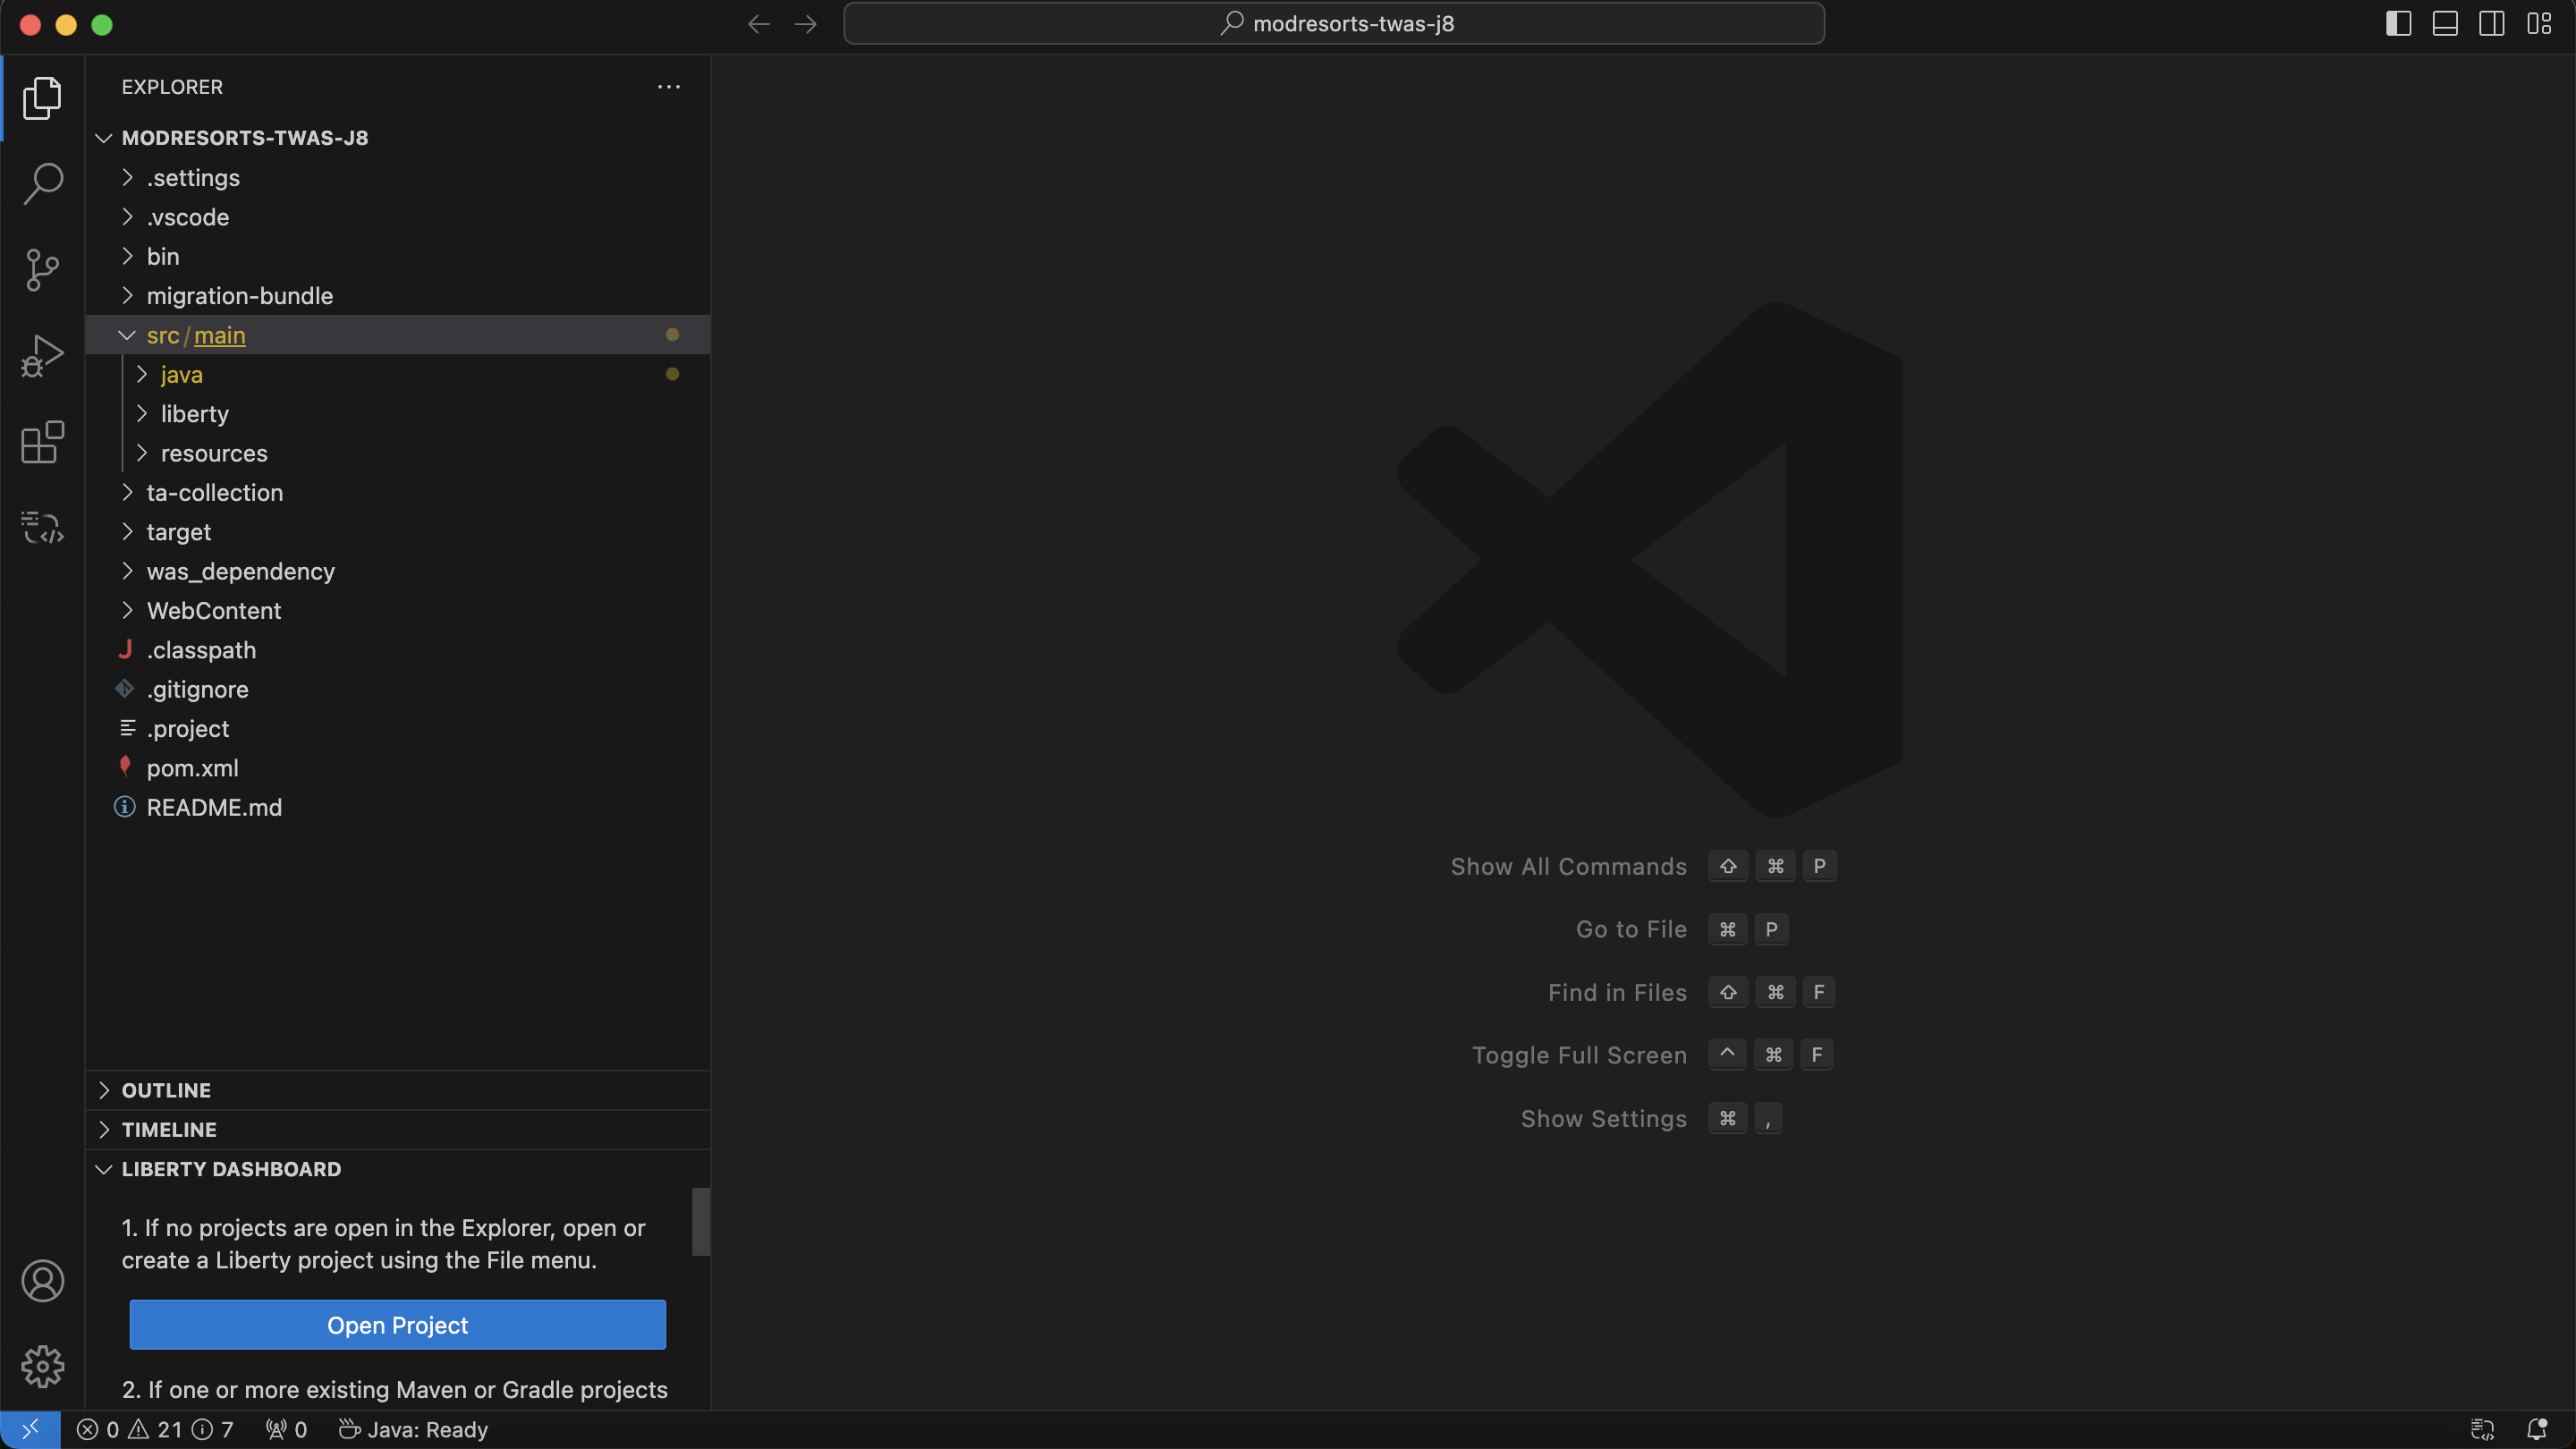 modresorts-twas-j8
EXPLORER
MODRESORTS-TWAS-J8
.settings
.vscode
bin
migration-bundle
src/main
java
liberty
resources
ta-collection
target
was_dependency
WebContent
.classpath
.gitignore
.project
pom.xml
README.md
OUTLINE
TIMELINE
LIBERTY DASHBOARD
1. If no projects are open in the Explorer, open or
create a Liberty project using the File menu.
Open Project
2. If one or more existing Maven or Gradle projects
Show All Commands ⇧ ⌘ P
Go to File ⌘ P
Find in Files ⇧ ⌘ F
Toggle Full Screen ^ ⌘ F
Show Settings ⌘ ,
0 21 7 0 Java: Ready